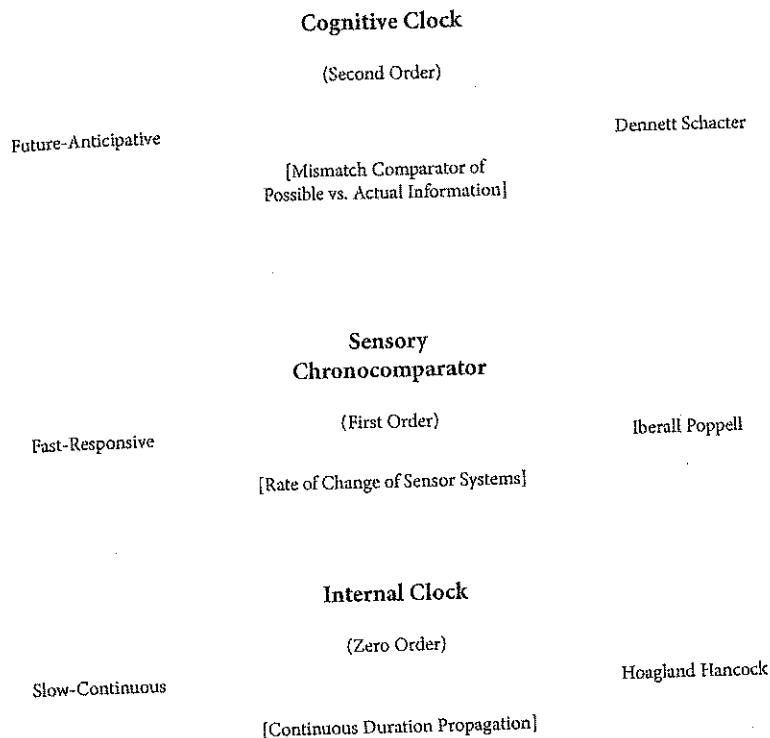 Cognitive Clock
(Second Order)
Future-Anticipative
Dennett Schacter
[Mismatch Comparator of
Possible vs. Actual Information]
Sensory
Chronocomparator
(First Order)
Fast-Responsive
Iberall Poppell
[Rate of Change of Sensor Systems]
Internal Clock
(Zero Order)
Slow-Continuous
Hoagland Hancock
[Continuous Duration Propagation]